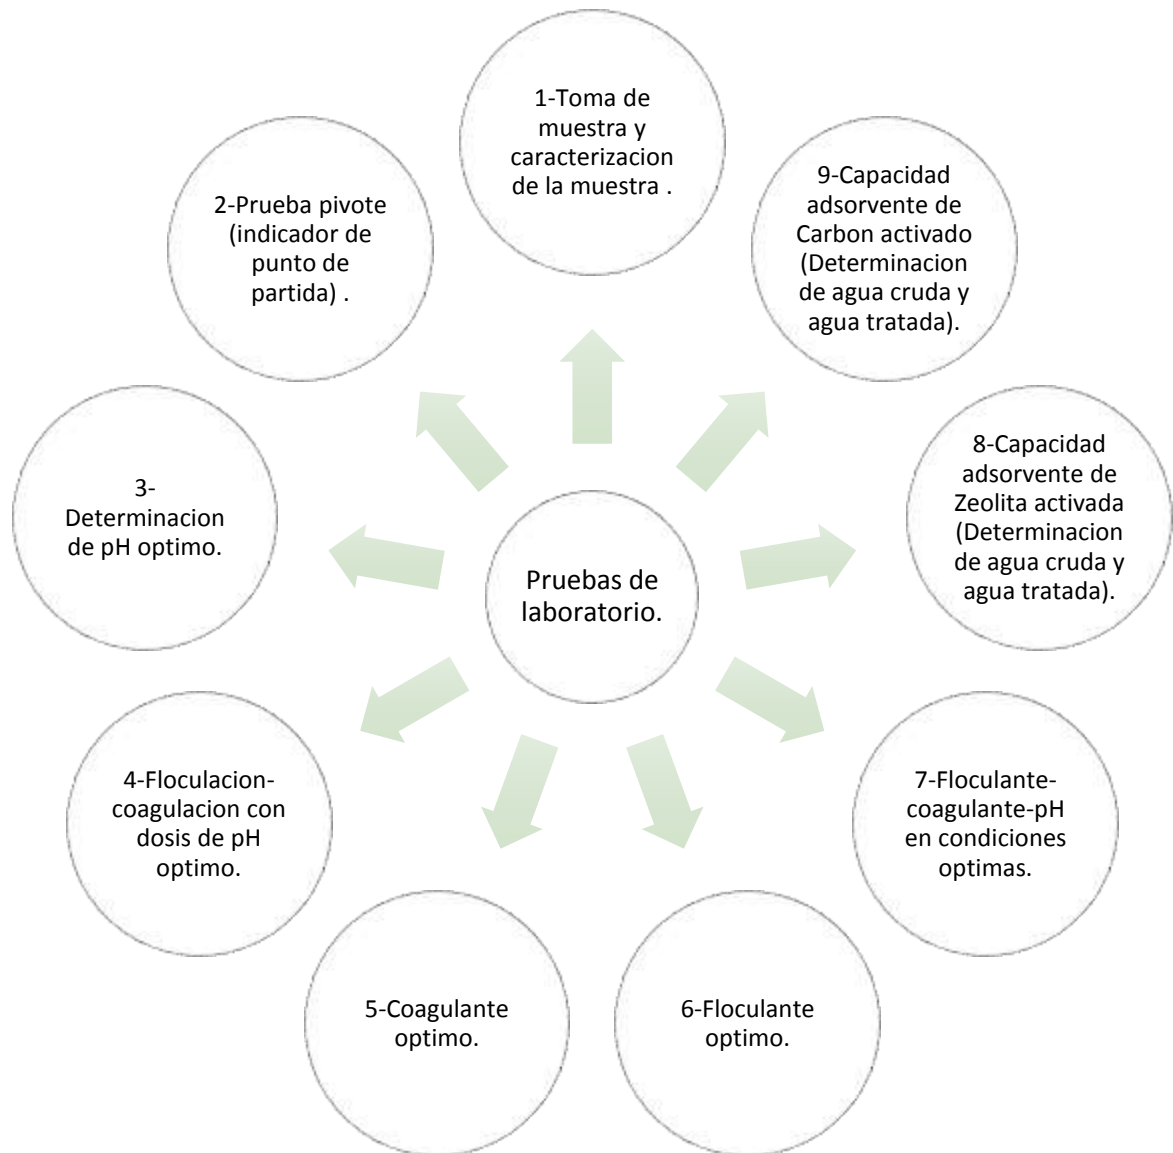 1-Toma de
muestra y
caracterizacion
de la muestra .
2-Prueba pivote
(indicador de
punto de
partida) .
3-
Determinacion
de pH optimo.
4-Floculacion-
coagulacion con
dosis de pH
optimo.
5-Coagulante
optimo.
6-Floculante
optimo.
7-Floculante-
coagulante-pH
en condiciones
optimas.
8-Capacidad
adsorvente de
Zeolita activada
(Determinacion
de agua cruda y
agua tratada).
9-Capacidad
adsorvente de
Carbon activado
(Determinacion
de agua cruda y
agua tratada).
Pruebas de
laboratorio.